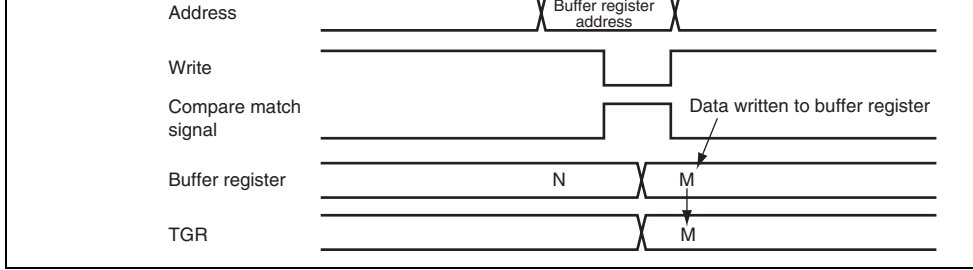 Address
Buffer register
address
Write
Compare match
signal
Data written to buffer register
Buffer register
N
M
TGR
M